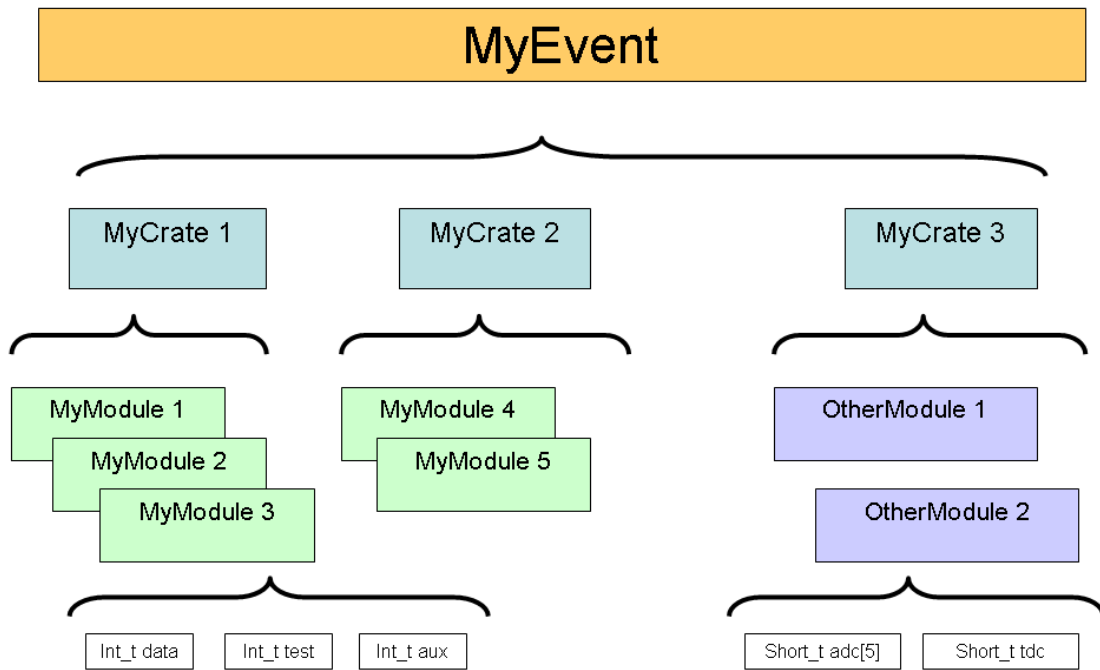 MyEvent
MyCrate 1
MyCrate 2
MyCrate 3
MyModule 1
MyModule 2
MyModule 3
MyModule 4
MyModule 5
OtherModule 1
OtherModule 2
Int_t data
Int_t test
Int_t aux
Short_t adc[5]
Short_t tdc